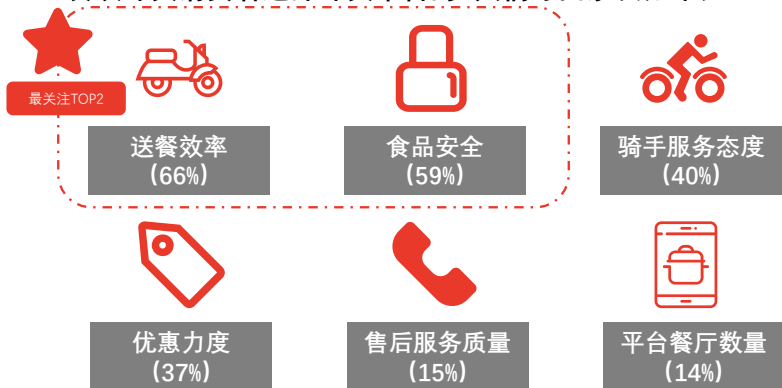 最关注TOP2
送餐效率
(66%)
食品安全
(59%)
骑手服务态度
(40%)
优惠力度
(37%)
售后服务质量
(15%)
平台餐厅数量
(14%)